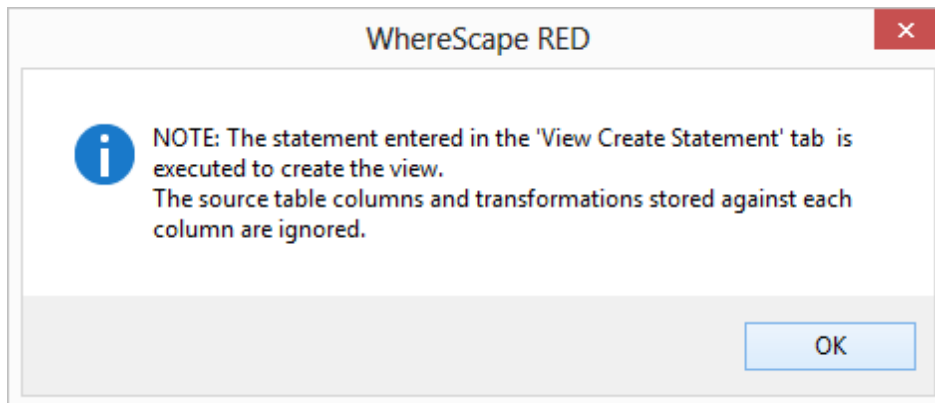 WhereScape RED
NOTE: The statement entered in the 'View Create Statement' tab  is
executed to create the view.
The source table columns and transformations stored against each
column are ignored.
OK